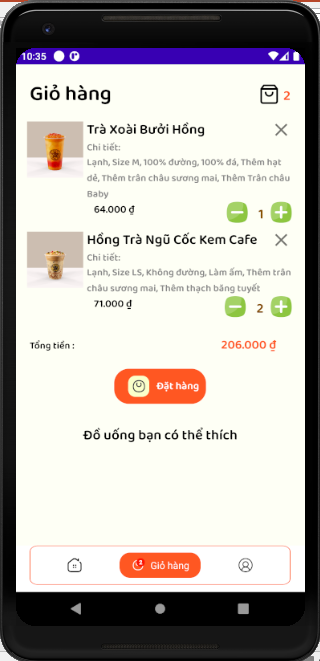 10:35
Giỏ hàng
2
Trà Xoài Bưởi Hồng
Chi tiết:
Lạnh, Size M, 100% đường, 100% đá, Thêm hạt
dẻ, Thêm trân châu sương mai, Thêm Trân châu
Baby
64.000 ₫
1
Hồng Trà Ngũ Cốc Kem Cafe
Chi tiết:
Lạnh, Size LS, Không đường, Làm ấm, Thêm trân
châu sương mai, Thêm thạch băng tuyết
71.000 ₫
2
Tổng tiền :
206.000 ₫
Đặt hàng
Đồ uống bạn có thể thích
2
Giỏ hàng